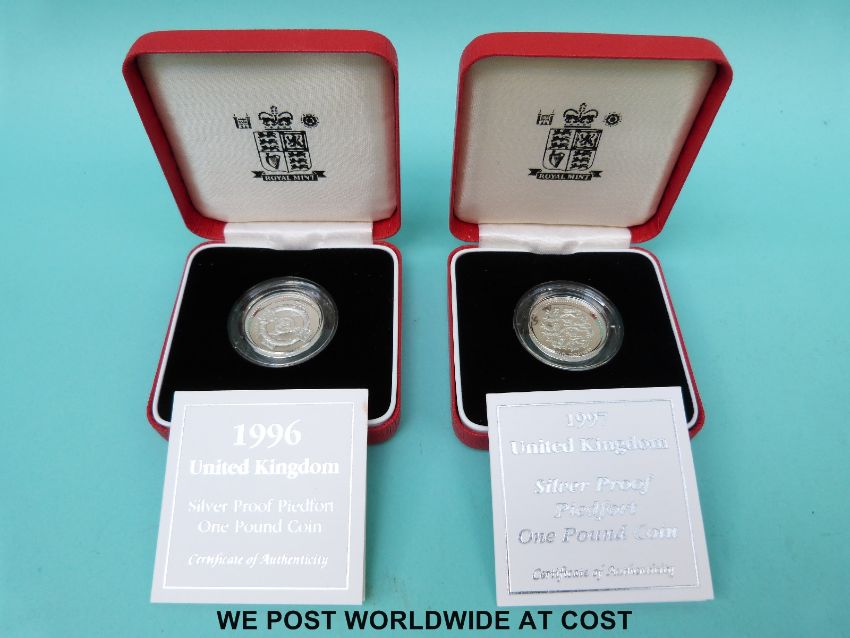 ROYAL MINT
ROYAL MINT
1996
United Kingdom
Silver Proof Piedfort
One Pound Coin
Certificate of Authenticity
1997
United Kingdom
Silver Proof
Piedfort
One Pound Coin
Certificate of Authenticity
WE POST WORLDWIDE AT COST